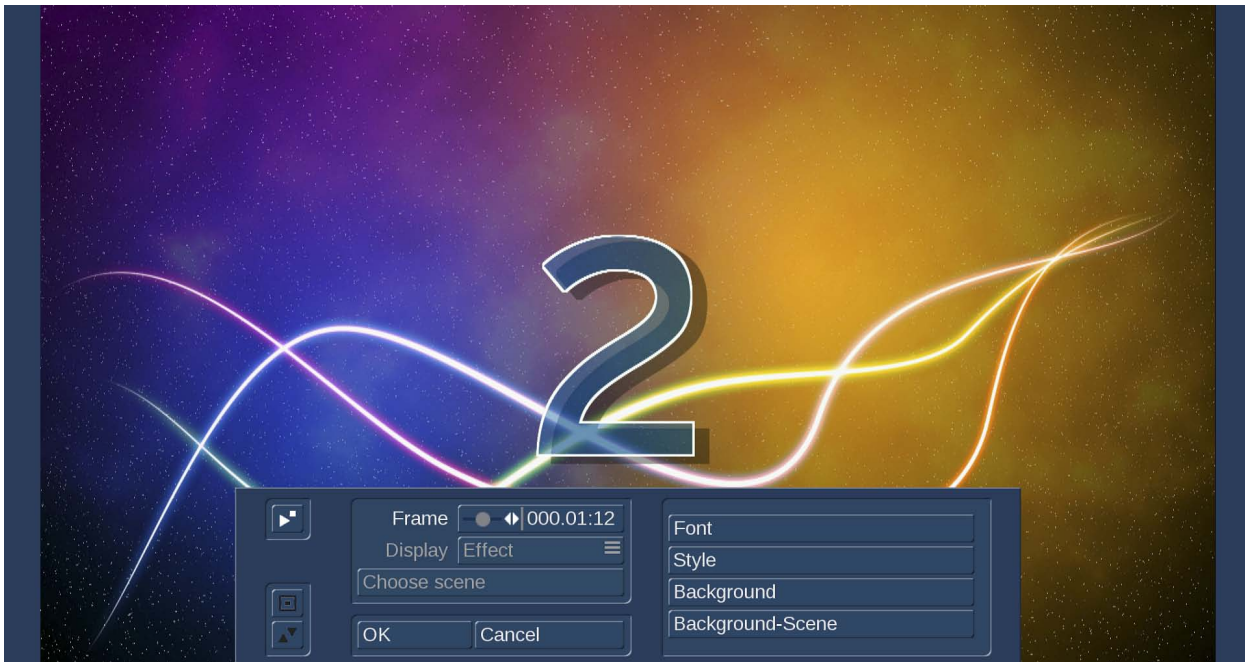 2
Frame 000.01:12
Display Effect
Choose scene
OK Cancel
Font
Style
Background
Background-Scene